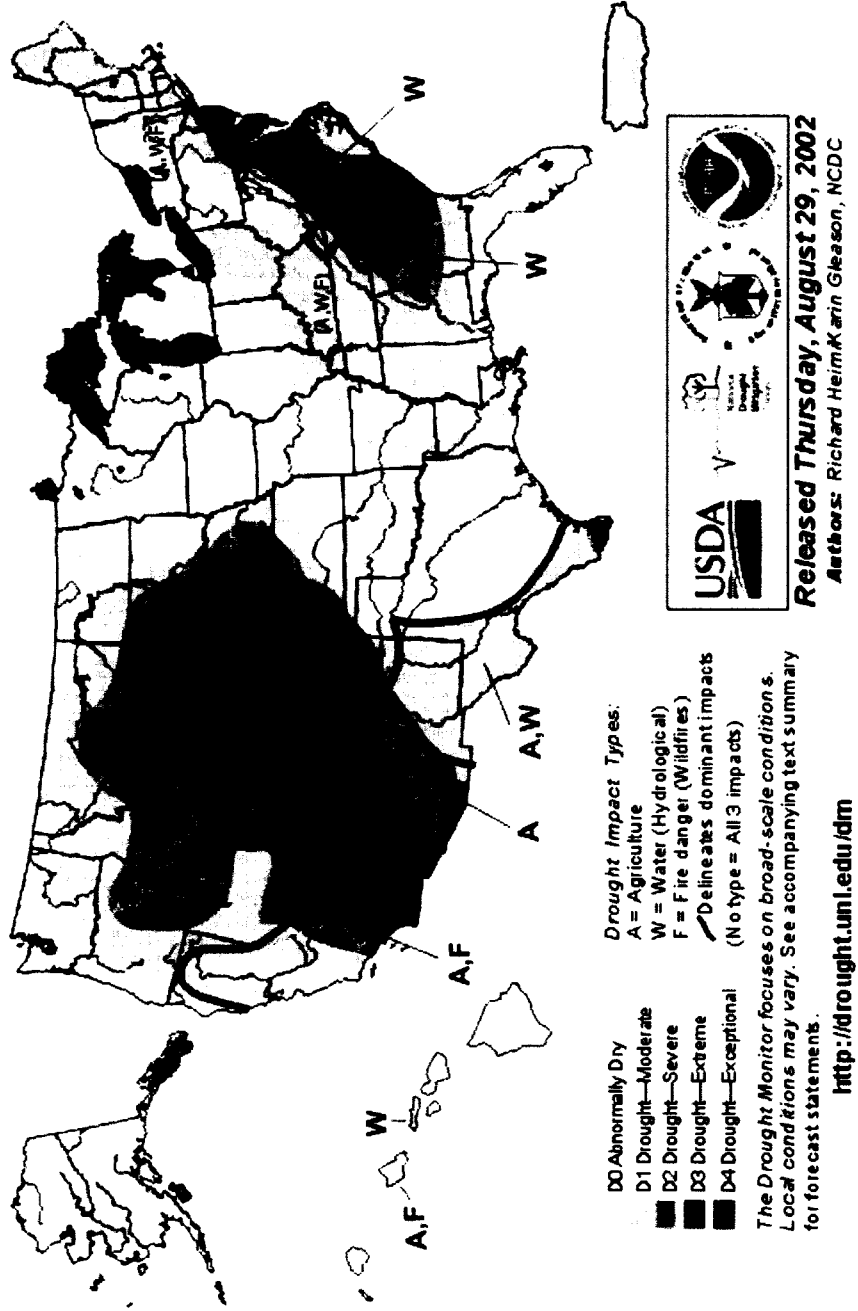 (A,W,F)
W
(A,W,F)
W
A,W
A
A,F
W
A,F
D0 Abnormally Dry
D1 Drought—Moderate
D2 Drought—Severe
D3 Drought—Extreme
D4 Drought—Exceptional
Drought Impact Types:
A = Agriculture
W = Water (Hydrological)
F = Fire danger (Wildfires)
Delineates dominant impacts
(No type = All 3 impacts)
The Drought Monitor focuses on broad-scale conditions.
Local conditions may vary. See accompanying text summary
for forecast statements.
http://drought.unl.edu/dm
USDA
Drought
Released Thursday, August 29, 2002
Authors: Richard Heim/Karin Gleason, NCDC